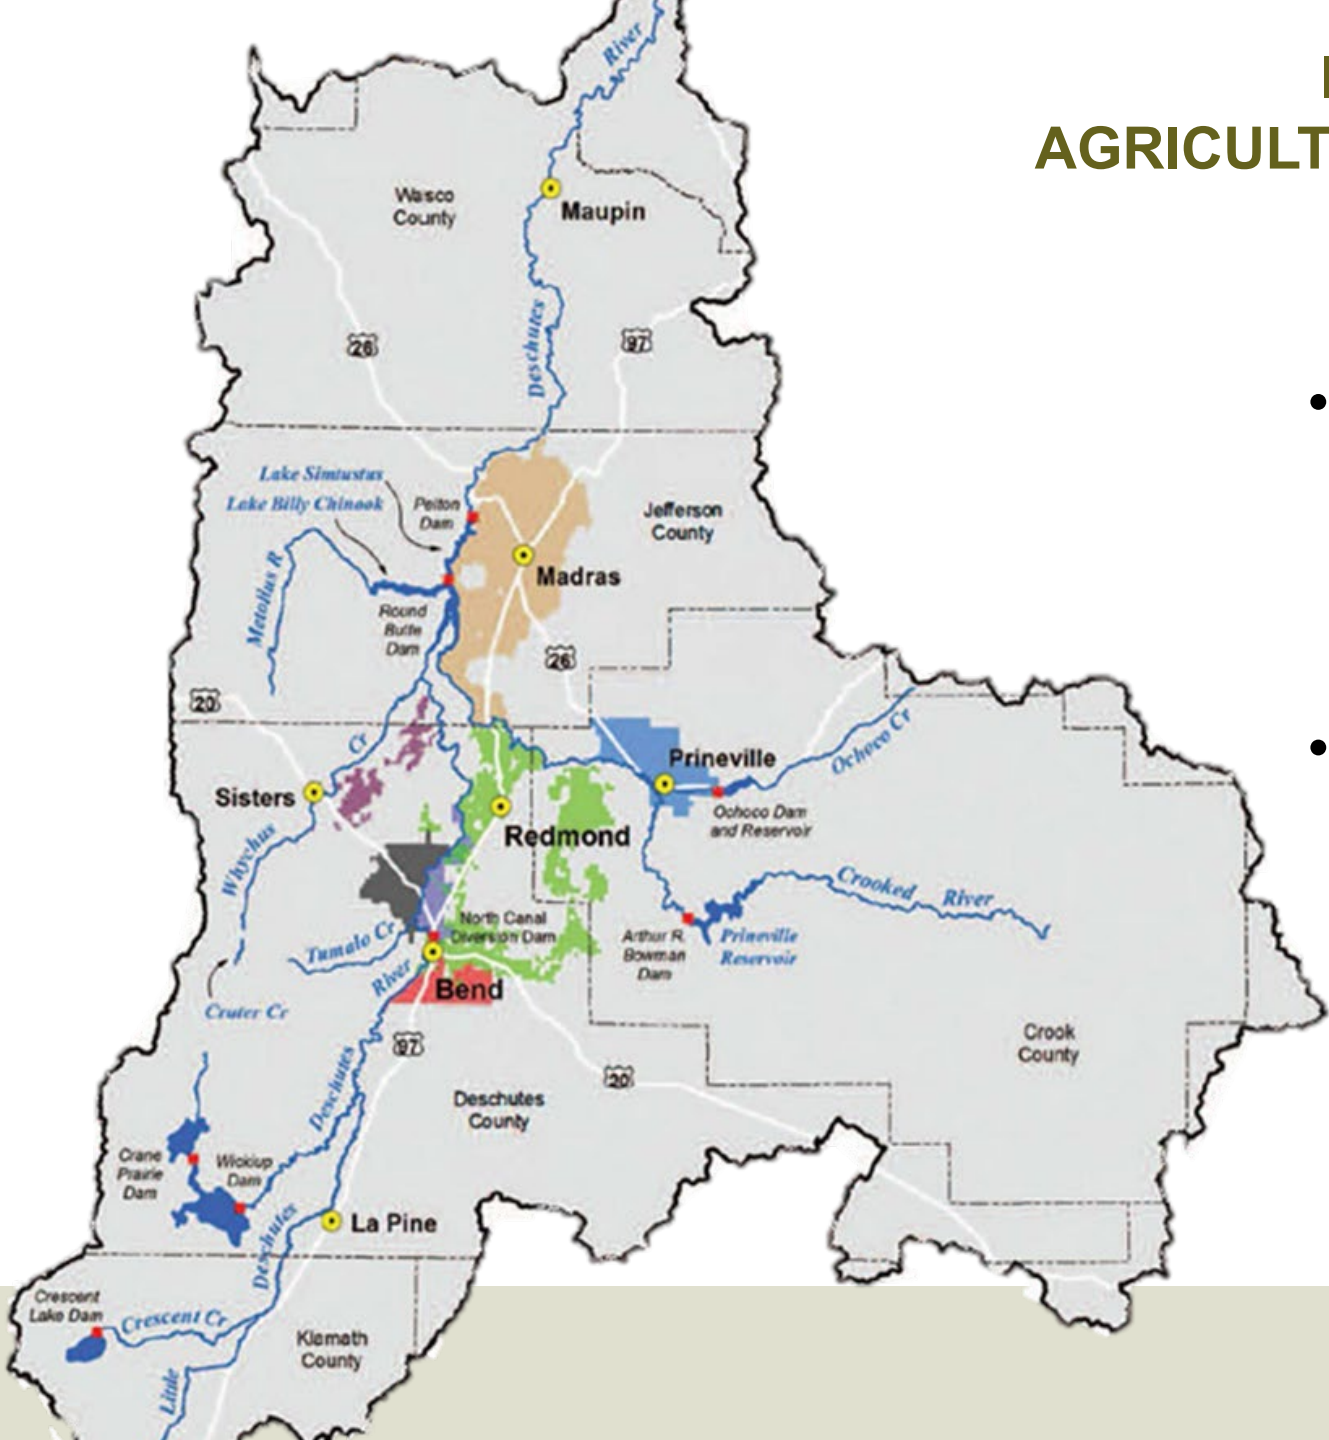 River
AGRICULT
Wasco
County
Maupin
Deschutes
26
97
Lake Simtustus
Lake Billy Chinook
Pelton
Dam
Jefferson
County
Metolius R
Madras
Round
Butte
Dam
26
20
Cr
Ochoco Cr
Prineville
Sisters
Ochoco Dam
and Reservoir
Redmond
Whychus
Crooked River
North Canal
Diversion Dam
Tumalo Cr
Arthur R.
Bowman
Dam
Prineville
Reservoir
River
Bend
Crater Cr
97
Crook
County
20
Deschutes
Deschutes
County
Crane
Prairie
Dam
Wickiup
Dam
La Pine
Deschutes
Crescent
Lake Dam
Crescent Cr
Klamath
County
Little